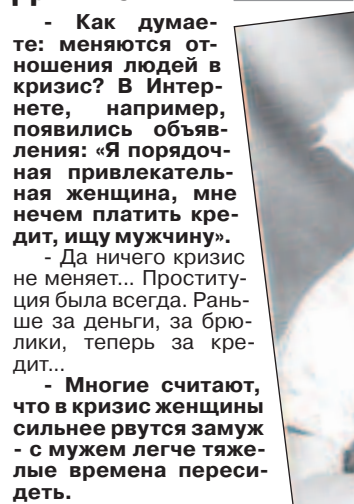 - Как думае-
те: меняются от-
ношения людей в
кризис? В Интер-
нете, например,
появились объяв-
ления: «Я порядоч-
ная привлекатель-
ная женщина, мне
нечем платить кре-
дит, ищу мужчину».
- Да ничего кризис
не меняет... Проститу-
ция была всегда. Рань-
ше за деньги, за брю-
лики, теперь за кре-
дит...
- Многие считают,
что в кризис женщины
сильнее рвутся замуж
- с мужем легче тяже-
лые времена переси-
деть.